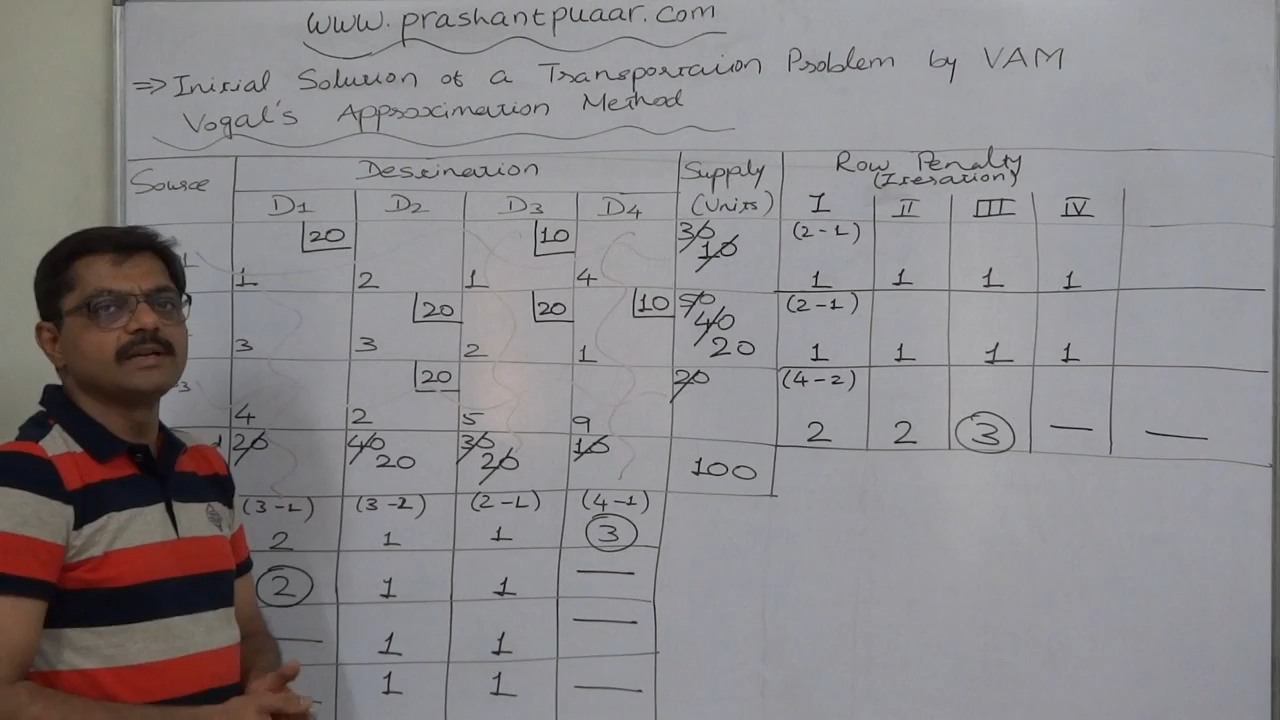 www.prashantpuaar.com
=> Initial Solution of a Transportaion Problem by VAM
Vogal's Approximation Method
Source Destination Supply (Units) Row Penalty (Iteration)
D1 D2 D3 D4 I II III IV
20 10 30 10 (2-1)
1 1 2 1 4 1 1 1 1
20 20 10 50 40 20 (2-1)
3 3 2 1 1 1 1 1
3 20 20 (4-2)
4 2 5 9 2 2 3 — —
d 20 40 20 30 20 10 100
(3-1) (3-2) (2-1) (4-1)
2 1 1 3
2 1 1 —
— 1 1 —
1 1 —